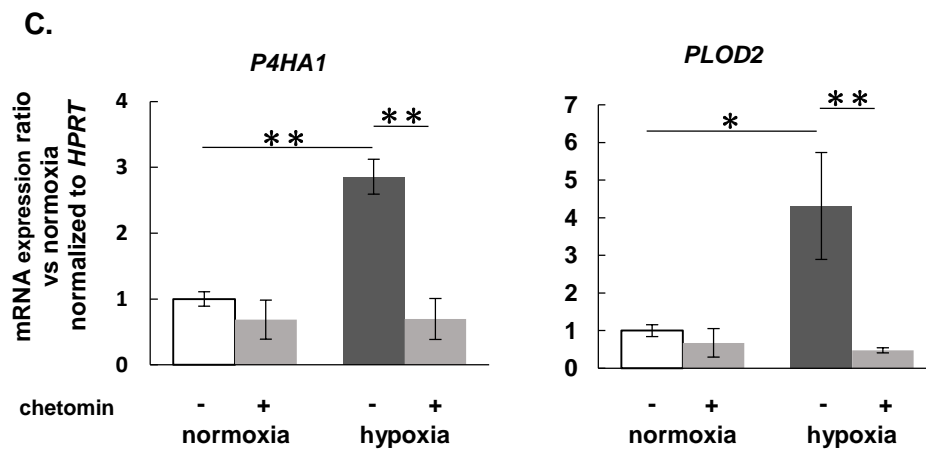 C.
P4HA1
PLOD2
mRNA expression ratio
vs normoxia
normalized to HPRT
4
3
2
1
0
** **
7
6
5
4
3
2
1
0
* **
chetomin - + - + - + - +
normoxia hypoxia normoxia hypoxia